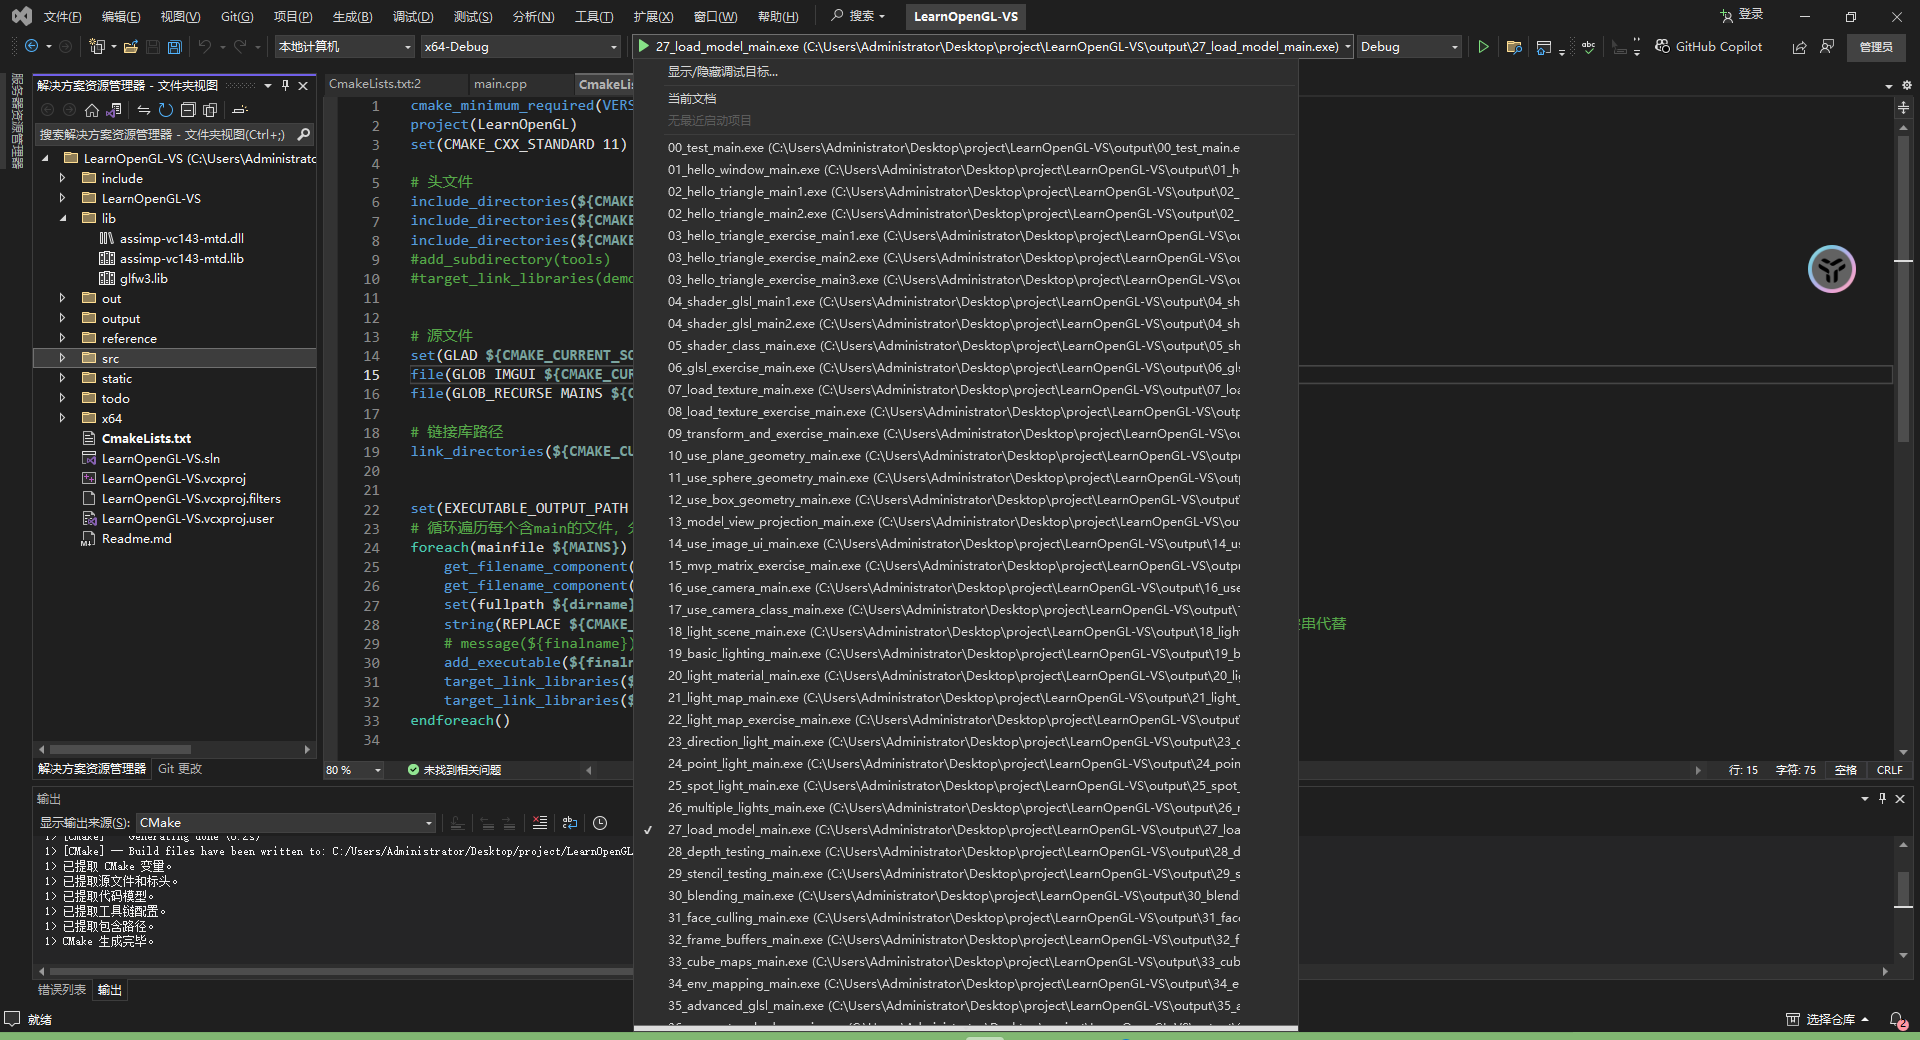 文件(F) 编辑(E) 视图(V) Git(G) 项目(P) 生成(B) 调试(D) 测试(S) 分析(N) 工具(T) 扩展(X) 窗口(W) 帮助(H) 搜索 LearnOpenGL-VS 登录
本地计算机 x64-Debug 27_load_model_main.exe (C:\Users\Administrator\Desktop\project\LearnOpenGL-VS\output\27_load_model_main.exe) Debug GitHub Copilot 管理员
服务器资源管理器
解决方案资源管理器 - 文件夹视图
搜索解决方案资源管理器 - 文件夹视图(Ctrl+;)
LearnOpenGL-VS (C:\Users\Administratc
include
LearnOpenGL-VS
lib
assimp-vc143-mtd.dll
assimp-vc143-mtd.lib
glfw3.lib
out
output
reference
src
static
todo
x64
CmakeLists.txt
LearnOpenGL-VS.sln
LearnOpenGL-VS.vcxproj
LearnOpenGL-VS.vcxproj.filters
LearnOpenGL-VS.vcxproj.user
Readme.md
解决方案资源管理器 Git 更改
CmakeLists.txt:2 main.cpp CmakeLis
1 cmake_minimum_required(VERS
2 project(LearnOpenGL)
3 set(CMAKE_CXX_STANDARD 11)
4
5 # 头文件
6 include_directories(${CMAKE
7 include_directories(${CMAKE
8 include_directories(${CMAKE
9 #add_subdirectory(tools)
10 #target_link_libraries(demo
11
12
13 # 源文件
14 set(GLAD ${CMAKE_CURRENT_SO
15 file(GLOB IMGUI ${CMAKE_CUR
16 file(GLOB_RECURSE MAINS ${C
17
18 # 链接库路径
19 link_directories(${CMAKE_CU
20
21
22 set(EXECUTABLE_OUTPUT_PATH
23 # 循环遍历每个含main的文件，
24 foreach(mainfile ${MAINS})
25 get_filename_component(
26 get_filename_component(
27 set(fullpath ${dirname}
28 string(REPLACE ${CMAKE_ 串代替
29 # message(${finalname})
30 add_executable(${finaln
31 target_link_libraries($
32 target_link_libraries($
33 endforeach()
34
80 % 未找到相关问题 行: 15 字符: 75 空格 CRLF
显示/隐藏调试目标...
当前文档
无最近启动项目
00_test_main.exe (C:\Users\Administrator\Desktop\project\LearnOpenGL-VS\output\00_test_main.e
01_hello_window_main.exe (C:\Users\Administrator\Desktop\project\LearnOpenGL-VS\output\01_he
02_hello_triangle_main1.exe (C:\Users\Administrator\Desktop\project\LearnOpenGL-VS\output\02_
02_hello_triangle_main2.exe (C:\Users\Administrator\Desktop\project\LearnOpenGL-VS\output\02_
03_hello_triangle_exercise_main1.exe (C:\Users\Administrator\Desktop\project\LearnOpenGL-VS\ou
03_hello_triangle_exercise_main2.exe (C:\Users\Administrator\Desktop\project\LearnOpenGL-VS\ou
03_hello_triangle_exercise_main3.exe (C:\Users\Administrator\Desktop\project\LearnOpenGL-VS\ou
04_shader_glsl_main1.exe (C:\Users\Administrator\Desktop\project\LearnOpenGL-VS\output\04_sh
04_shader_glsl_main2.exe (C:\Users\Administrator\Desktop\project\LearnOpenGL-VS\output\04_sh
05_shader_class_main.exe (C:\Users\Administrator\Desktop\project\LearnOpenGL-VS\output\05_sh
06_glsl_exercise_main.exe (C:\Users\Administrator\Desktop\project\LearnOpenGL-VS\output\06_gls
07_load_texture_main.exe (C:\Users\Administrator\Desktop\project\LearnOpenGL-VS\output\07_loa
08_load_texture_exercise_main.exe (C:\Users\Administrator\Desktop\project\LearnOpenGL-VS\outp
09_transform_and_exercise_main.exe (C:\Users\Administrator\Desktop\project\LearnOpenGL-VS\ou
10_use_plane_geometry_main.exe (C:\Users\Administrator\Desktop\project\LearnOpenGL-VS\outpu
11_use_sphere_geometry_main.exe (C:\Users\Administrator\Desktop\project\LearnOpenGL-VS\outp
12_use_box_geometry_main.exe (C:\Users\Administrator\Desktop\project\LearnOpenGL-VS\output\
13_model_view_projection_main.exe (C:\Users\Administrator\Desktop\project\LearnOpenGL-VS\ou
14_use_image_ui_main.exe (C:\Users\Administrator\Desktop\project\LearnOpenGL-VS\output\14_us
15_mvp_matrix_exercise_main.exe (C:\Users\Administrator\Desktop\project\LearnOpenGL-VS\output
16_use_camera_main.exe (C:\Users\Administrator\Desktop\project\LearnOpenGL-VS\output\16_use
17_use_camera_class_main.exe (C:\Users\Administrator\Desktop\project\LearnOpenGL-VS\output\
18_light_scene_main.exe (C:\Users\Administrator\Desktop\project\LearnOpenGL-VS\output\18_light
19_basic_lighting_main.exe (C:\Users\Administrator\Desktop\project\LearnOpenGL-VS\output\19_b
20_light_material_main.exe (C:\Users\Administrator\Desktop\project\LearnOpenGL-VS\output\20_li
21_light_map_main.exe (C:\Users\Administrator\Desktop\project\LearnOpenGL-VS\output\21_light_
22_light_map_exercise_main.exe (C:\Users\Administrator\Desktop\project\LearnOpenGL-VS\output\
23_direction_light_main.exe (C:\Users\Administrator\Desktop\project\LearnOpenGL-VS\output\23_c
24_point_light_main.exe (C:\Users\Administrator\Desktop\project\LearnOpenGL-VS\output\24_poin
25_spot_light_main.exe (C:\Users\Administrator\Desktop\project\LearnOpenGL-VS\output\25_spot_
26_multiple_lights_main.exe (C:\Users\Administrator\Desktop\project\LearnOpenGL-VS\output\26_r
27_load_model_main.exe (C:\Users\Administrator\Desktop\project\LearnOpenGL-VS\output\27_loa
28_depth_testing_main.exe (C:\Users\Administrator\Desktop\project\LearnOpenGL-VS\output\28_d
29_stencil_testing_main.exe (C:\Users\Administrator\Desktop\project\LearnOpenGL-VS\output\29_s
30_blending_main.exe (C:\Users\Administrator\Desktop\project\LearnOpenGL-VS\output\30_blendi
31_face_culling_main.exe (C:\Users\Administrator\Desktop\project\LearnOpenGL-VS\output\31_face
32_frame_buffers_main.exe (C:\Users\Administrator\Desktop\project\LearnOpenGL-VS\output\32_f
33_cube_maps_main.exe (C:\Users\Administrator\Desktop\project\LearnOpenGL-VS\output\33_cub
34_env_mapping_main.exe (C:\Users\Administrator\Desktop\project\LearnOpenGL-VS\output\34_e
35_advanced_glsl_main.exe (C:\Users\Administrator\Desktop\project\LearnOpenGL-VS\output\35_a
输出
显示输出来源(S): CMake
1> [CMake] -- Generating done (0.2s)
1> [CMake] -- Build files have been written to: C:/Users/Administrator/Desktop/project/LearnOpenGL
1> 已提取 CMake 变量。
1> 已提取源文件和标头。
1> 已提取代码模型。
1> 已提取工具链配置。
1> 已提取包含路径。
1> CMake 生成完毕。
错误列表 输出
就绪 选择仓库 2